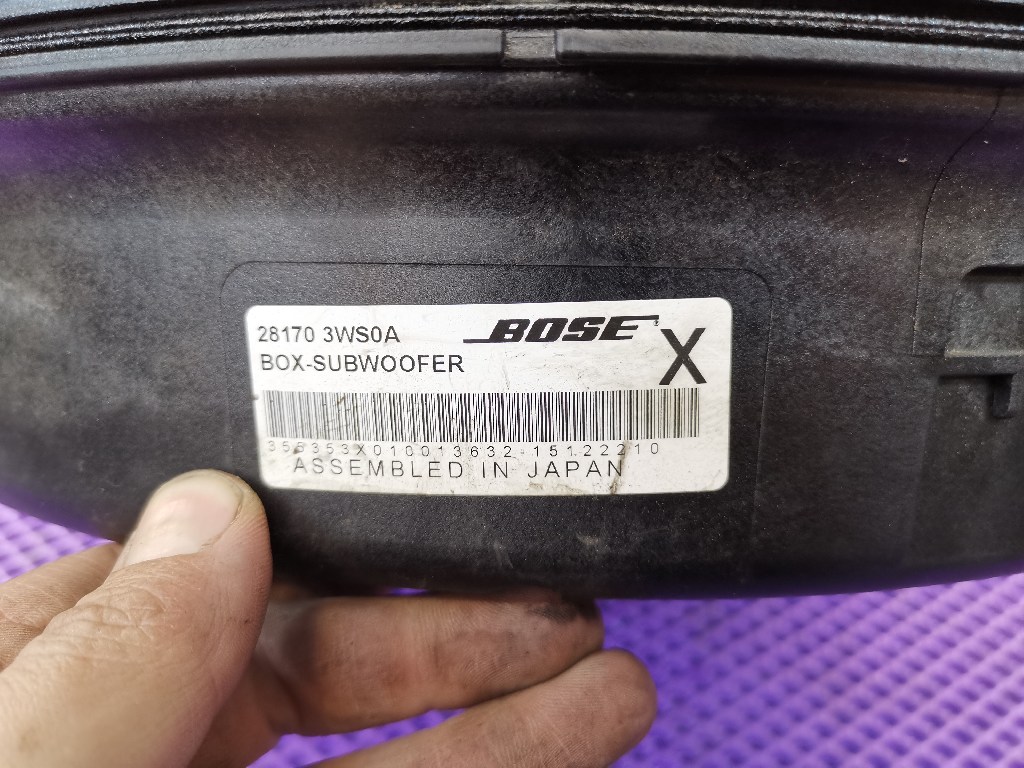 28170 3WS0A
BOSE®
X
BOX-SUBWOOFER
355353X010013632-15122210
ASSEMBLED IN JAPAN